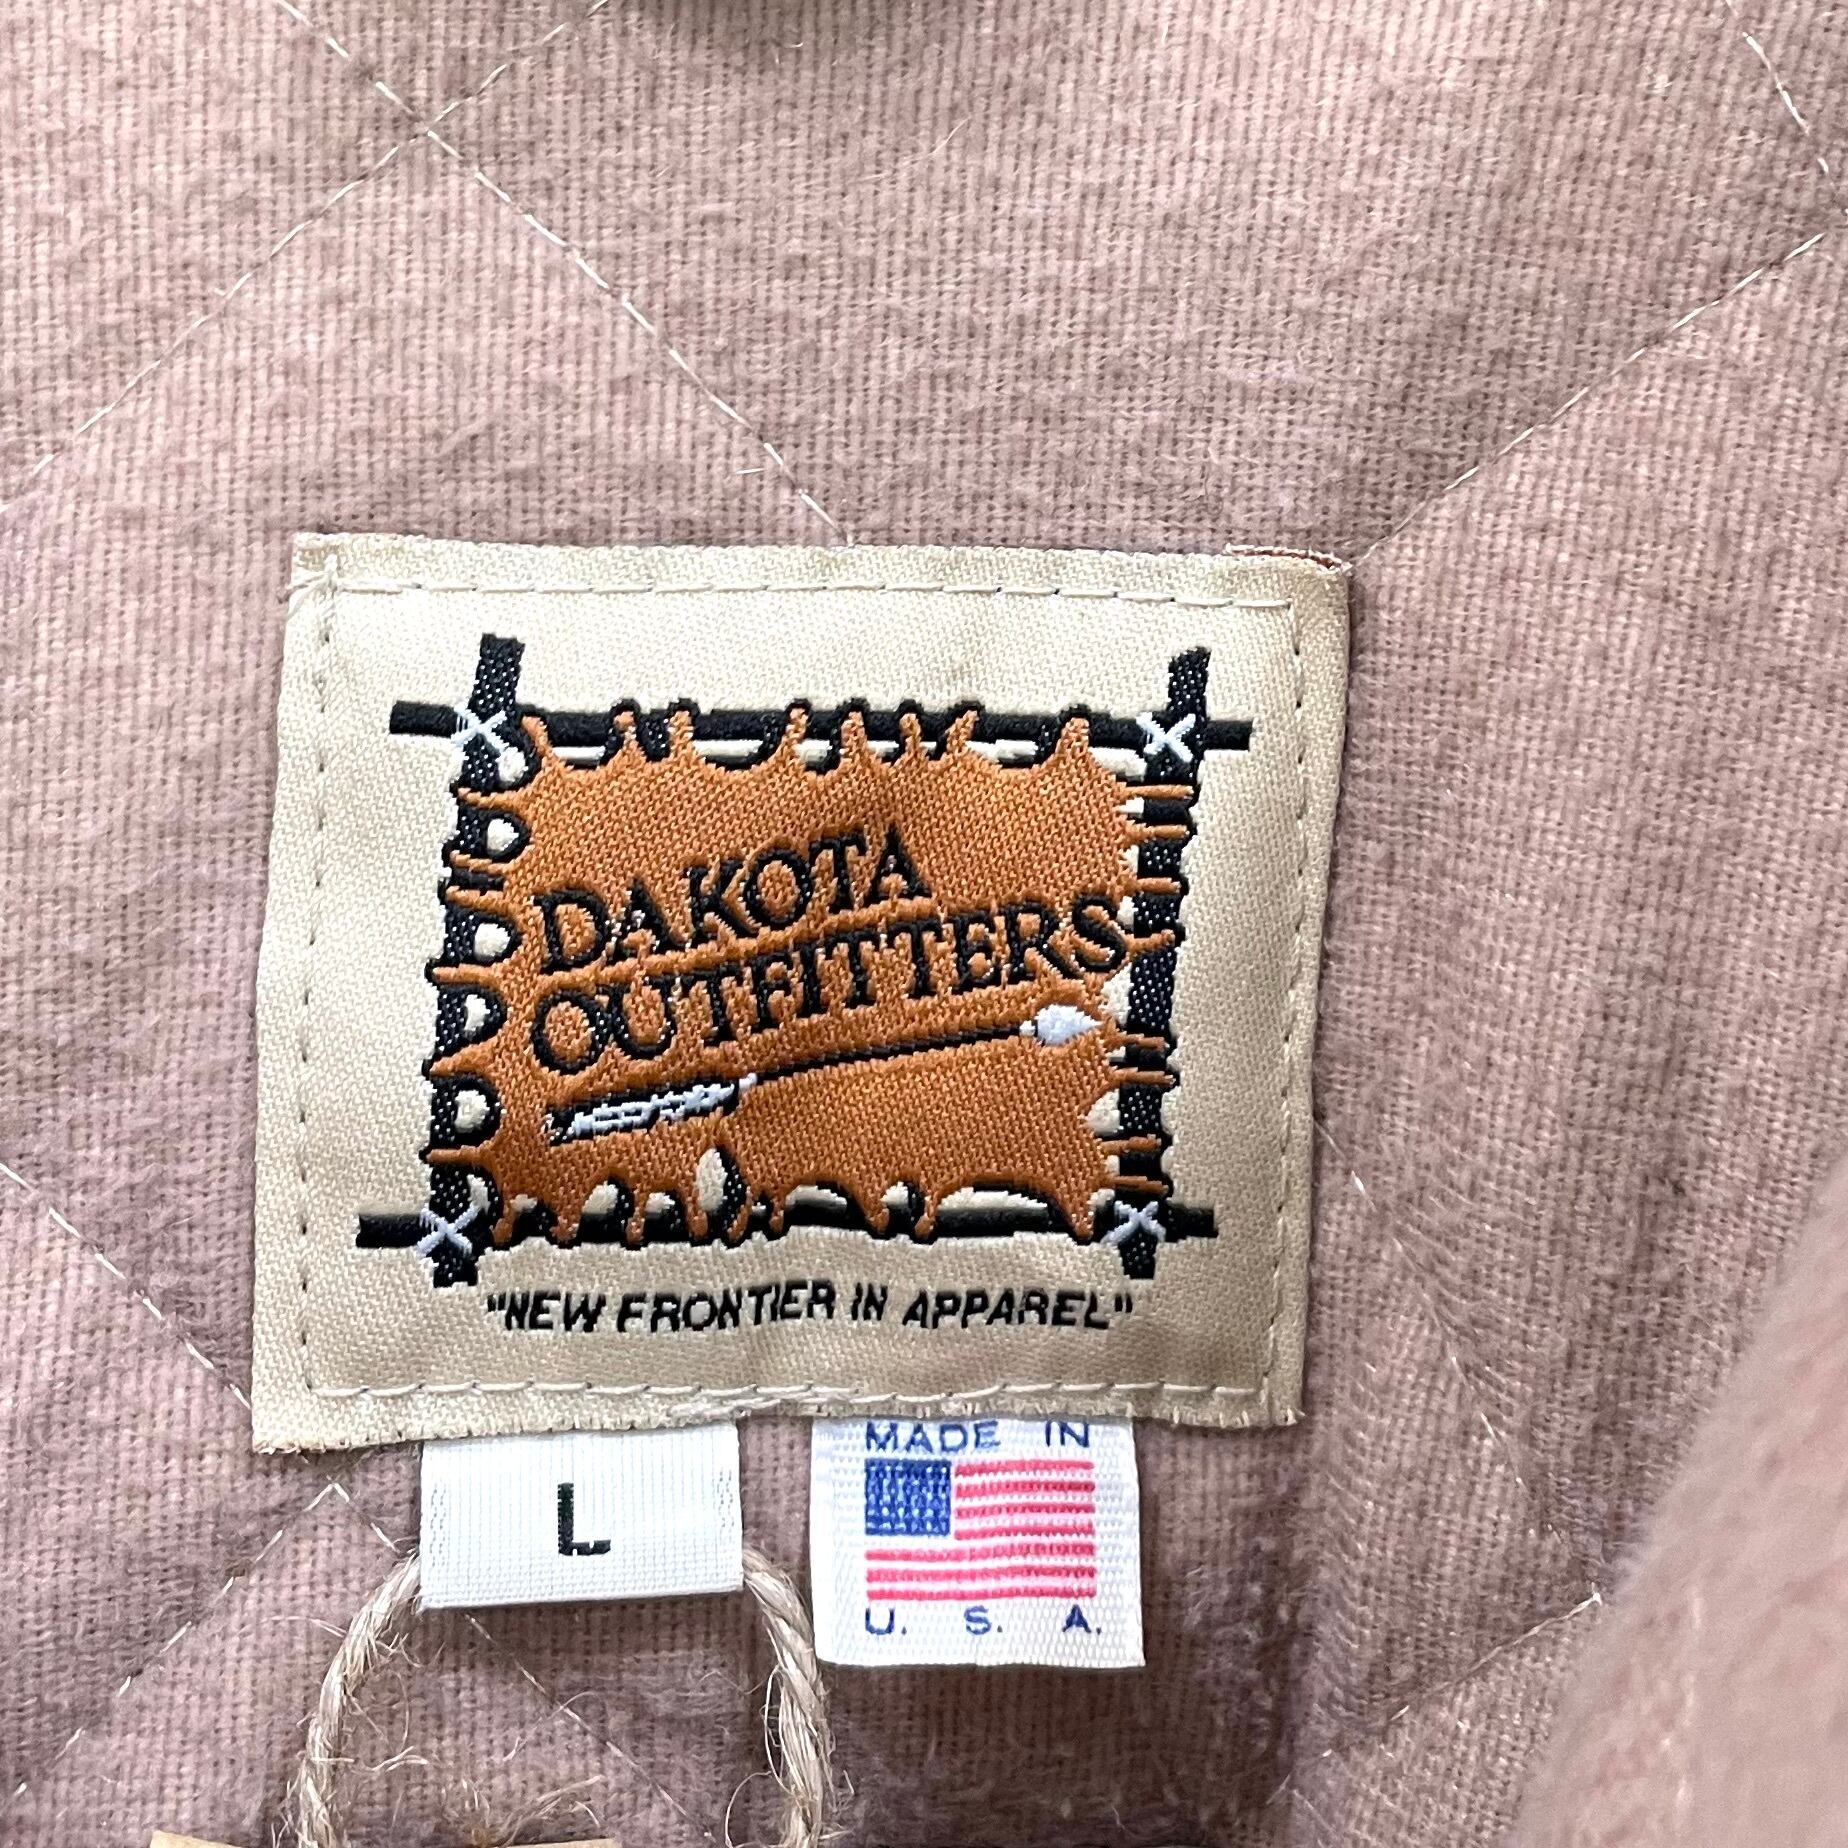 DAKOTA
OUTFITTERS
"NEW FRONTIER IN APPAREL"
L
MADE IN
U. S. A.